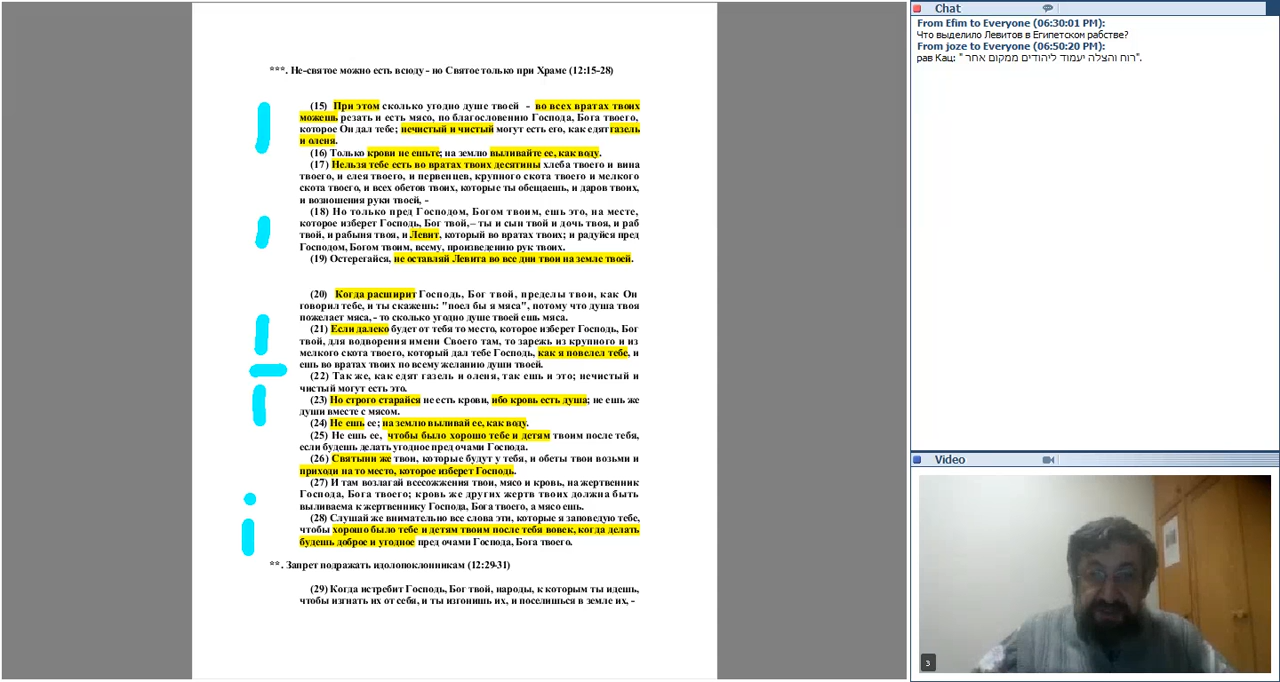 ***. Не-святое можно есть всюду - но Святое только при Храме (12:15-28)
(15) При этом сколько угодно душе твоей - во всех вратах твоих
можешь резать и есть мясо, по благословению Господа, Бога твоего,
которое Он дал тебе; нечистый и чистый могут есть его, как едят газель
и оленя.
(16) Только крови не ешьте; на землю выливайте ее, как воду.
(17) Нельзя тебе есть во вратах твоих десятины хлеба твоего и вина
твоего, и елея твоего, и первенцев, крупного скота твоего и мелкого
скота твоего, и всех обетов твоих, которые ты обещаешь, и даров твоих,
и возношения руки твоей, -
(18) Но только пред Господом, Богом твоим, ешь это, на месте,
которое изберет Господь, Бог твой,– ты и сын твой и дочь твоя, и раб
твой, и рабыня твоя, и Левит, который во вратах твоих; и радуйся пред
Господом, Богом твоим, всему, произведению рук твоих.
(19) Остерегайся, не оставляй Левита во все дни твои на земле твоей.
(20) Когда расширит Господь, Бог твой, пределы твои, как Он
говорил тебе, и ты скажешь: "поел бы я мяса", потому что душа твоя
пожелает мяса,- то сколько угодно душе твоей ешь мяса.
(21) Если далеко будет от тебя то место, которое изберет Господь, Бог
твой, для водворения имени Своего там, то зарежь из крупного и из
мелкого скота твоего, который дал тебе Господь, как я повелел тебе, и
ешь во вратах твоих по всему желанию души твоей.
(22) Так же, как едят газель и оленя, так ешь и это; нечистый и
чистый могут есть это.
(23) Но строго старайся не есть крови, ибо кровь есть душа; не ешь же
души вместе с мясом.
(24) Не ешь ее; на землю выливай ее, как воду.
(25) Не ешь ее, чтобы было хорошо тебе и детям твоим после тебя,
если будешь делать угодное пред очами Господа.
(26) Святыни же твои, которые будут у тебя, и обеты твои возьми и
приходи на то место, которое изберет Господь.
(27) И там возлагай всесожжения твои, мясо и кровь, на жертвенник
Господа, Бога твоего; кровь же других жертв твоих должна быть
выливаема к жертвеннику Господа, Бога твоего, а мясо ешь.
(28) Слушай же внимательно все слова эти, которые я заповедую тебе,
чтобы хорошо было тебе и детям твоим после тебя вовек, когда делать
будешь доброе и угодное пред очами Господа, Бога твоего.
**. Запрет подражать идолопоклонникам (12:29-31)
(29) Когда истребит Господь, Бог твой, народы, к которым ты идешь,
чтобы изгнать их от себя, и ты изгонишь их, и поселишься в земле их, -
Chat
From Efim to Everyone (06:30:01 PM):
Что выделило Левитов в Египетском рабстве?
From joze to Everyone (06:50:20 PM):
рав Кац: " רוח והצלה יעמוד ליהודים ממקום אחר".
Video
3